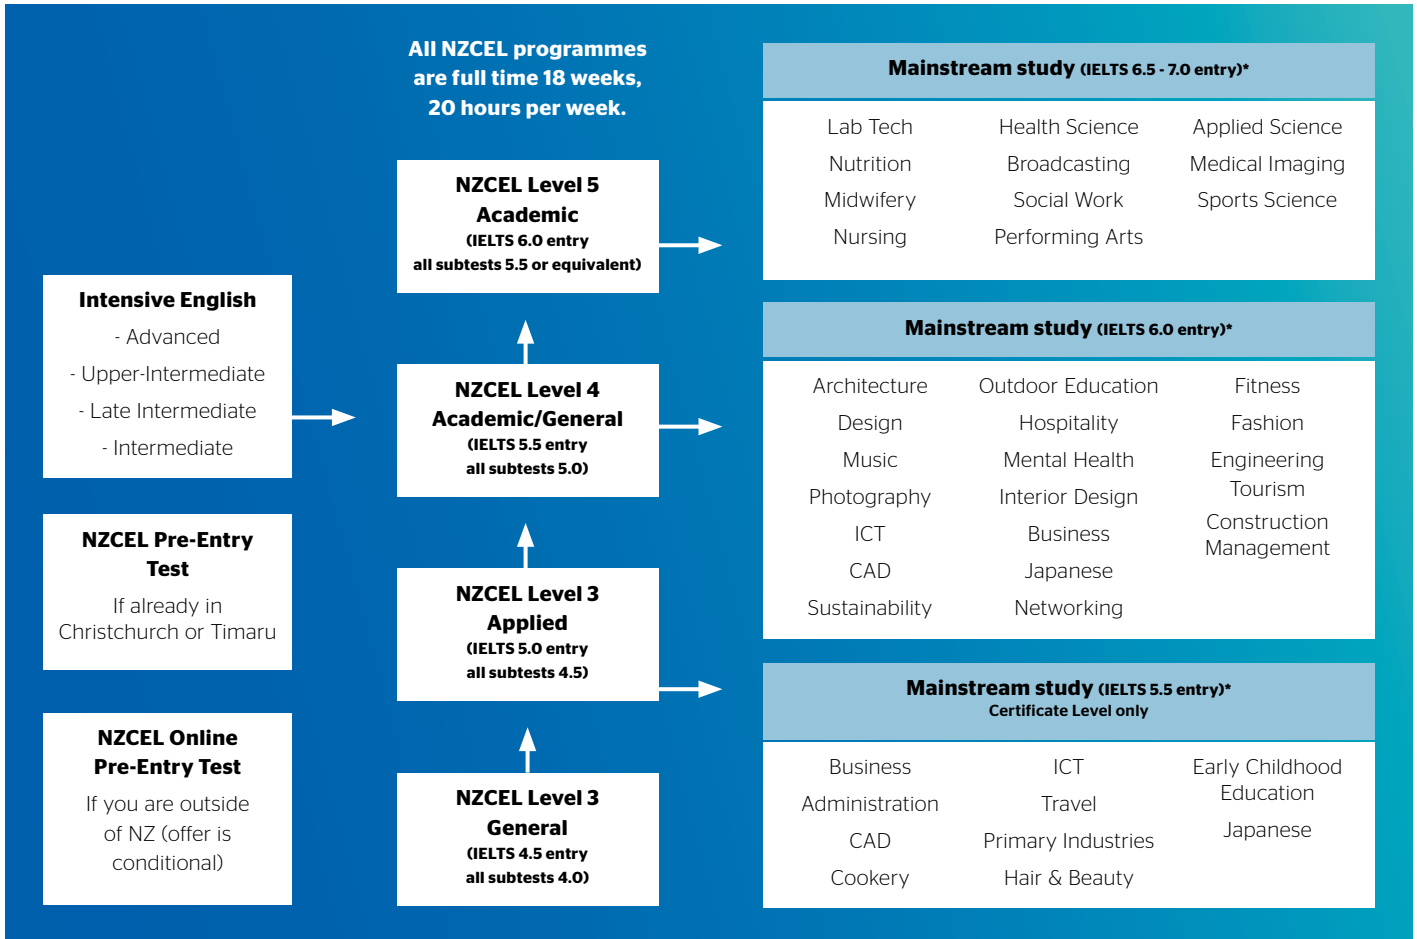 All NZCEL programmes
are full time 18 weeks,
20 hours per week.
Intensive English
- Advanced
- Upper-Intermediate
- Late Intermediate
- Intermediate
NZCEL Pre-Entry
Test
If already in
Christchurch or Timaru
NZCEL Online
Pre-Entry Test
If you are outside
of NZ (offer is
conditional)
NZCEL Level 5
Academic
(IELTS 6.0 entry
all subtests 5.5 or equivalent)
NZCEL Level 4
Academic/General
(IELTS 5.5 entry
all subtests 5.0)
NZCEL Level 3
Applied
(IELTS 5.0 entry
all subtests 4.5)
NZCEL Level 3
General
(IELTS 4.5 entry
all subtests 4.0)
Mainstream study (IELTS 6.5 - 7.0 entry)*
Lab Tech
Nutrition
Midwifery
Nursing
Health Science
Broadcasting
Social Work
Performing Arts
Applied Science
Medical Imaging
Sports Science
Mainstream study (IELTS 6.0 entry)*
Architecture
Design
Music
Photography
ICT
CAD
Sustainability
Outdoor Education
Hospitality
Mental Health
Interior Design
Business
Japanese
Networking
Fitness
Fashion
Engineering
Tourism
Construction
Management
Mainstream study (IELTS 5.5 entry)*
Certificate Level only
Business
Administration
CAD
Cookery
ICT
Travel
Primary Industries
Hair & Beauty
Early Childhood
Education
Japanese